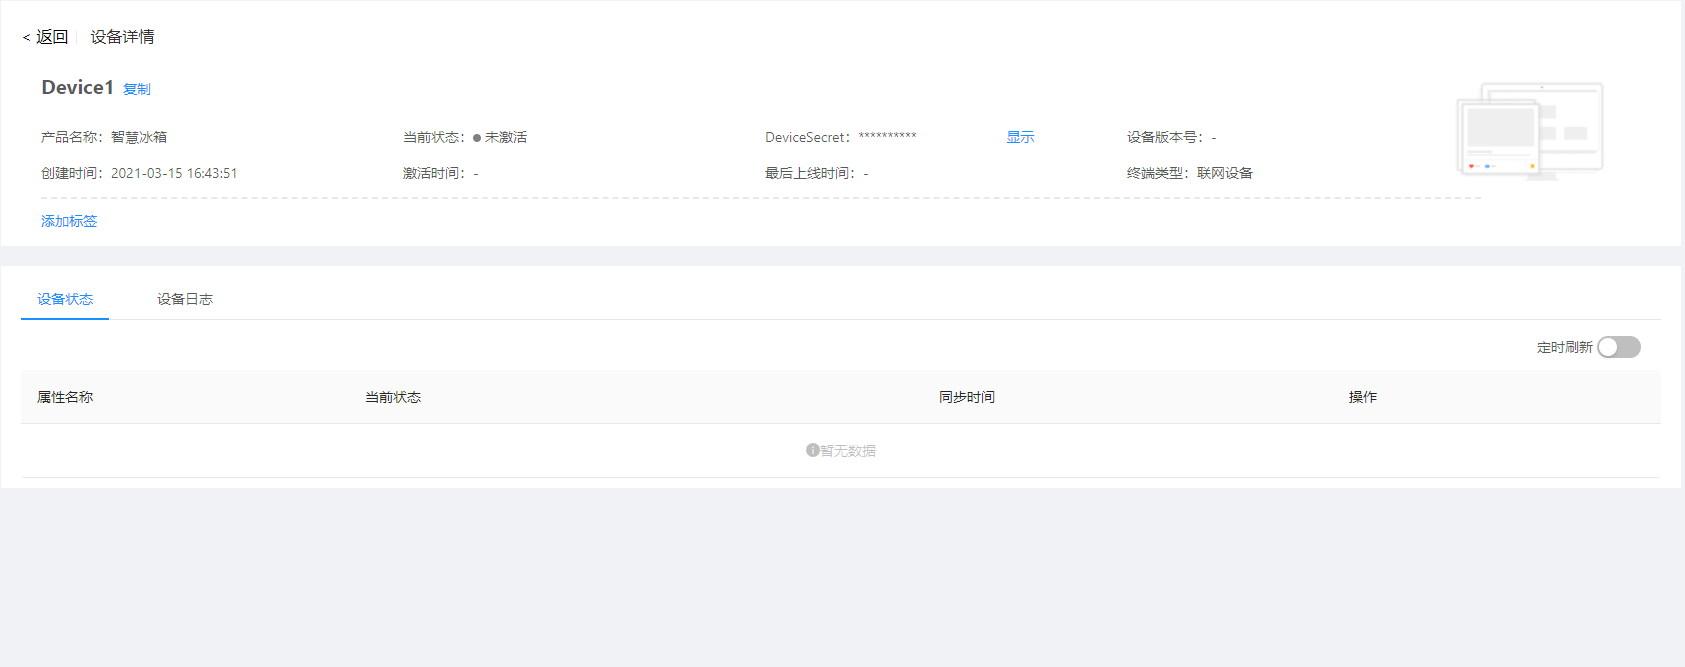 < 返回 设备详情
Device1 复制
产品名称：智慧冰箱 当前状态：未激活 DeviceSecret：********** 显示 设备版本号：-
创建时间：2021-03-15 16:43:51 激活时间：- 最后上线时间：- 终端类型：联网设备
添加标签
设备状态 设备日志
定时刷新
属性名称 当前状态 同步时间 操作
暂无数据